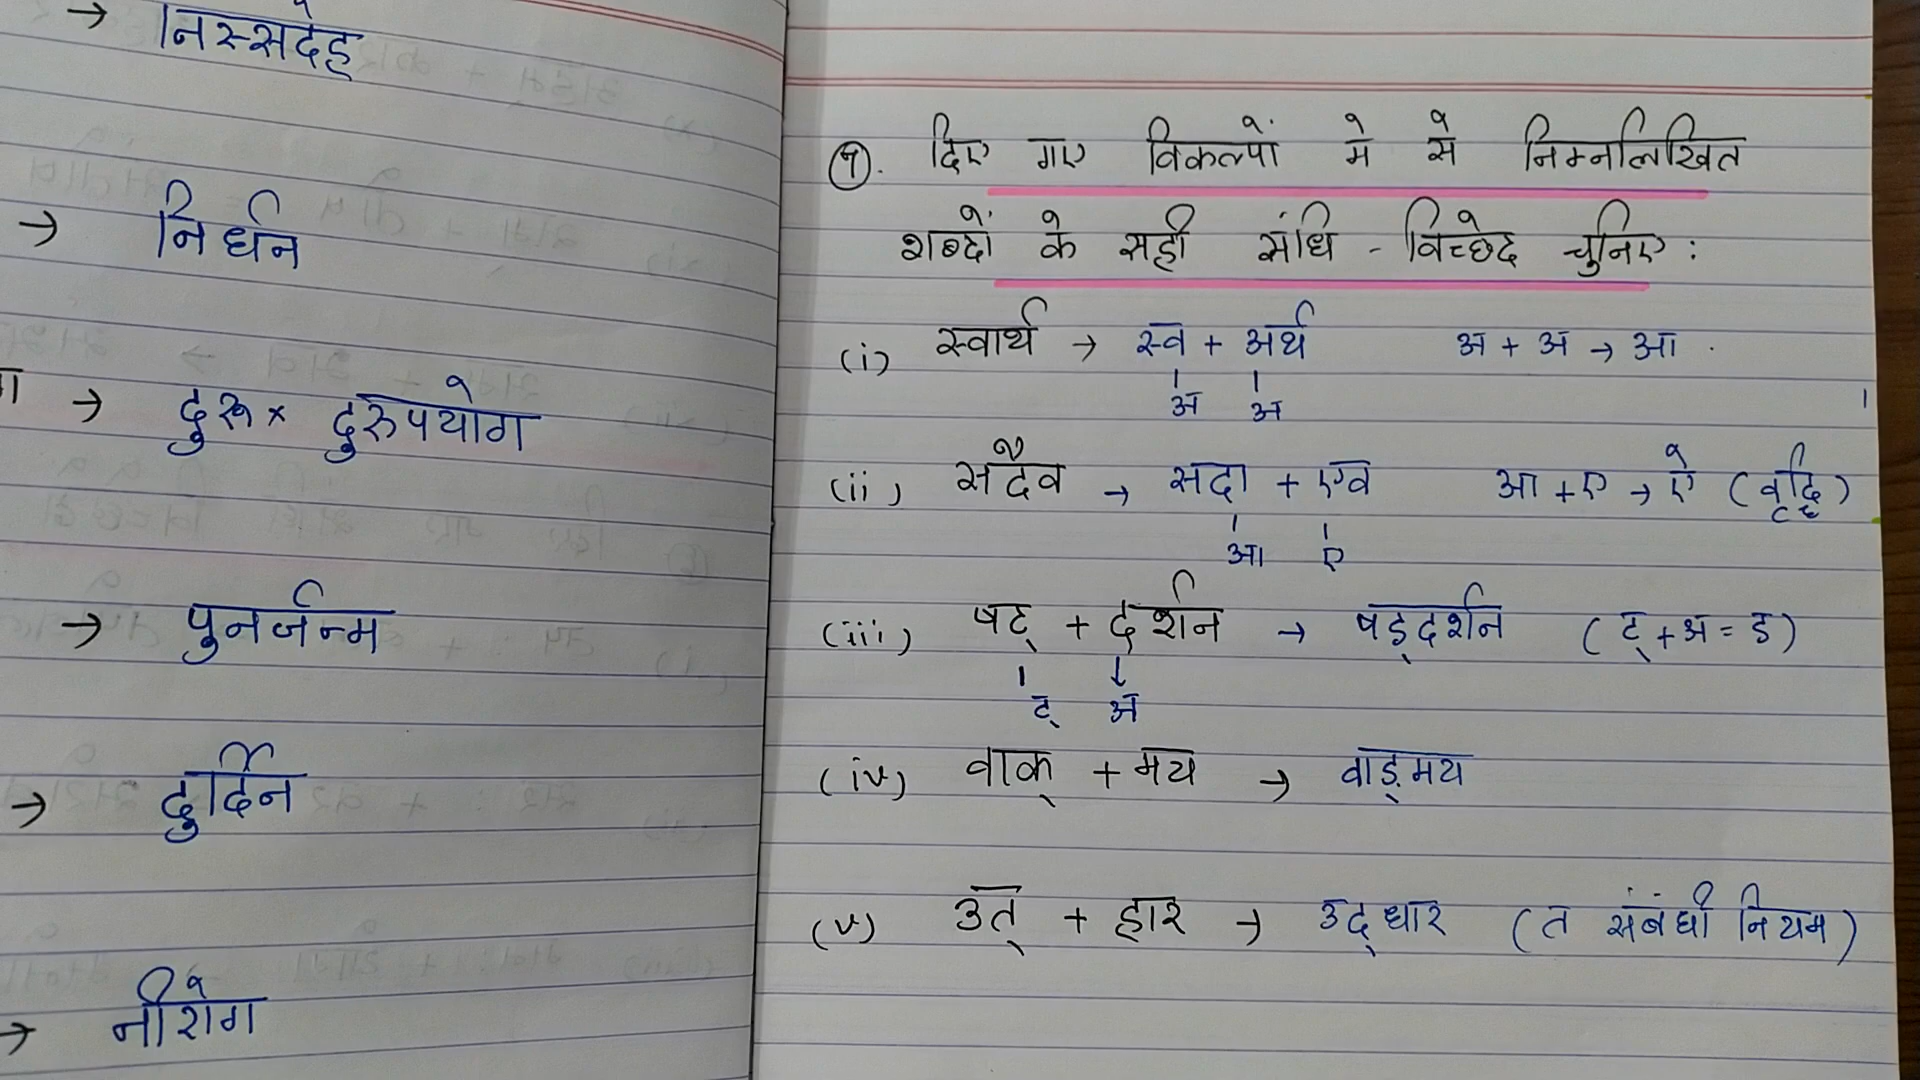 → निस्सदेह
→ निर्धन
→ दुरू× दुरुपयोग
→ पुनर्जन्म
→ दुर्दिन
→ नीरोग
7. दिए गए विकल्पों मे से निम्नलिखित
शब्दों के सही संधि - विच्छेद चुनिए :
(i) स्वार्थ → स्व + अर्थ अ + अ → आ .
अ अ
(ii) सदैव → सदा + एव आ + ए → ऐ (वृद्धि)
आ ए
(iii) षट् + दर्शन → षड्दर्शन (ट् + अ = ड)
ट् अ
(iv) वाक् + मय → वाङ्मय
(v) उत् + हार → उद्धार (त संबंधी नियम)